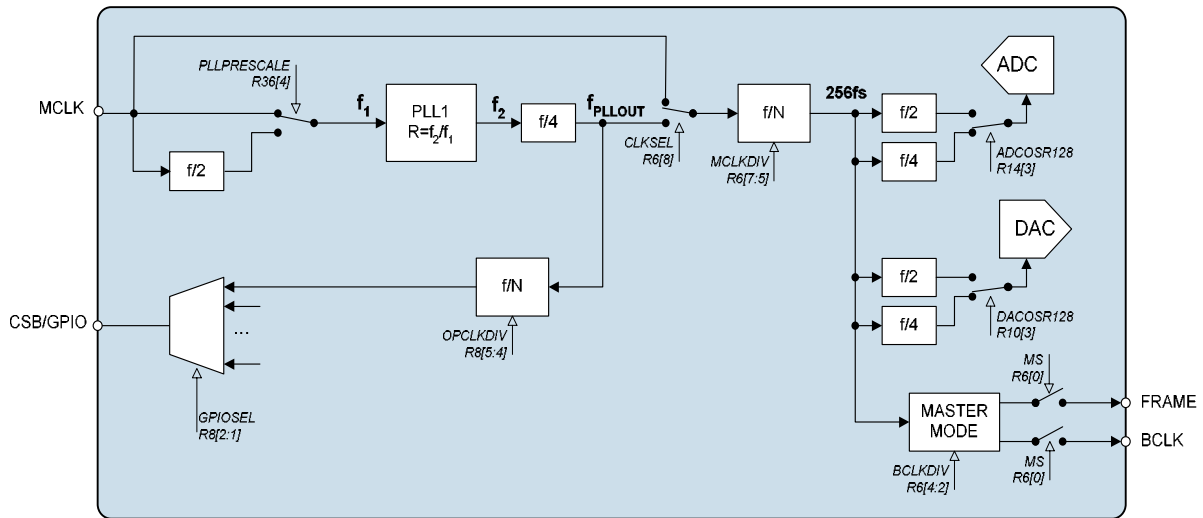 PLLPRESCALE
R36[4]
MCLK
f/2
f1
PLL1
R=f2/f1
f2
f/4
fPLLOUT
CLKSEL
R6[8]
f/N
MCLKDIV
R6[7:5]
256fs
f/2
f/4
ADC
ADCOSR128
R14[3]
DAC
f/2
f/4
DACOSR128
R10[3]
CSB/GPIO
...
GPIOSEL
R8[2:1]
f/N
OPCLKDIV
R8[5:4]
MASTER
MODE
BCLKDIV
R6[4:2]
MS
R6[0]
FRAME
BCLK
MS
R6[0]